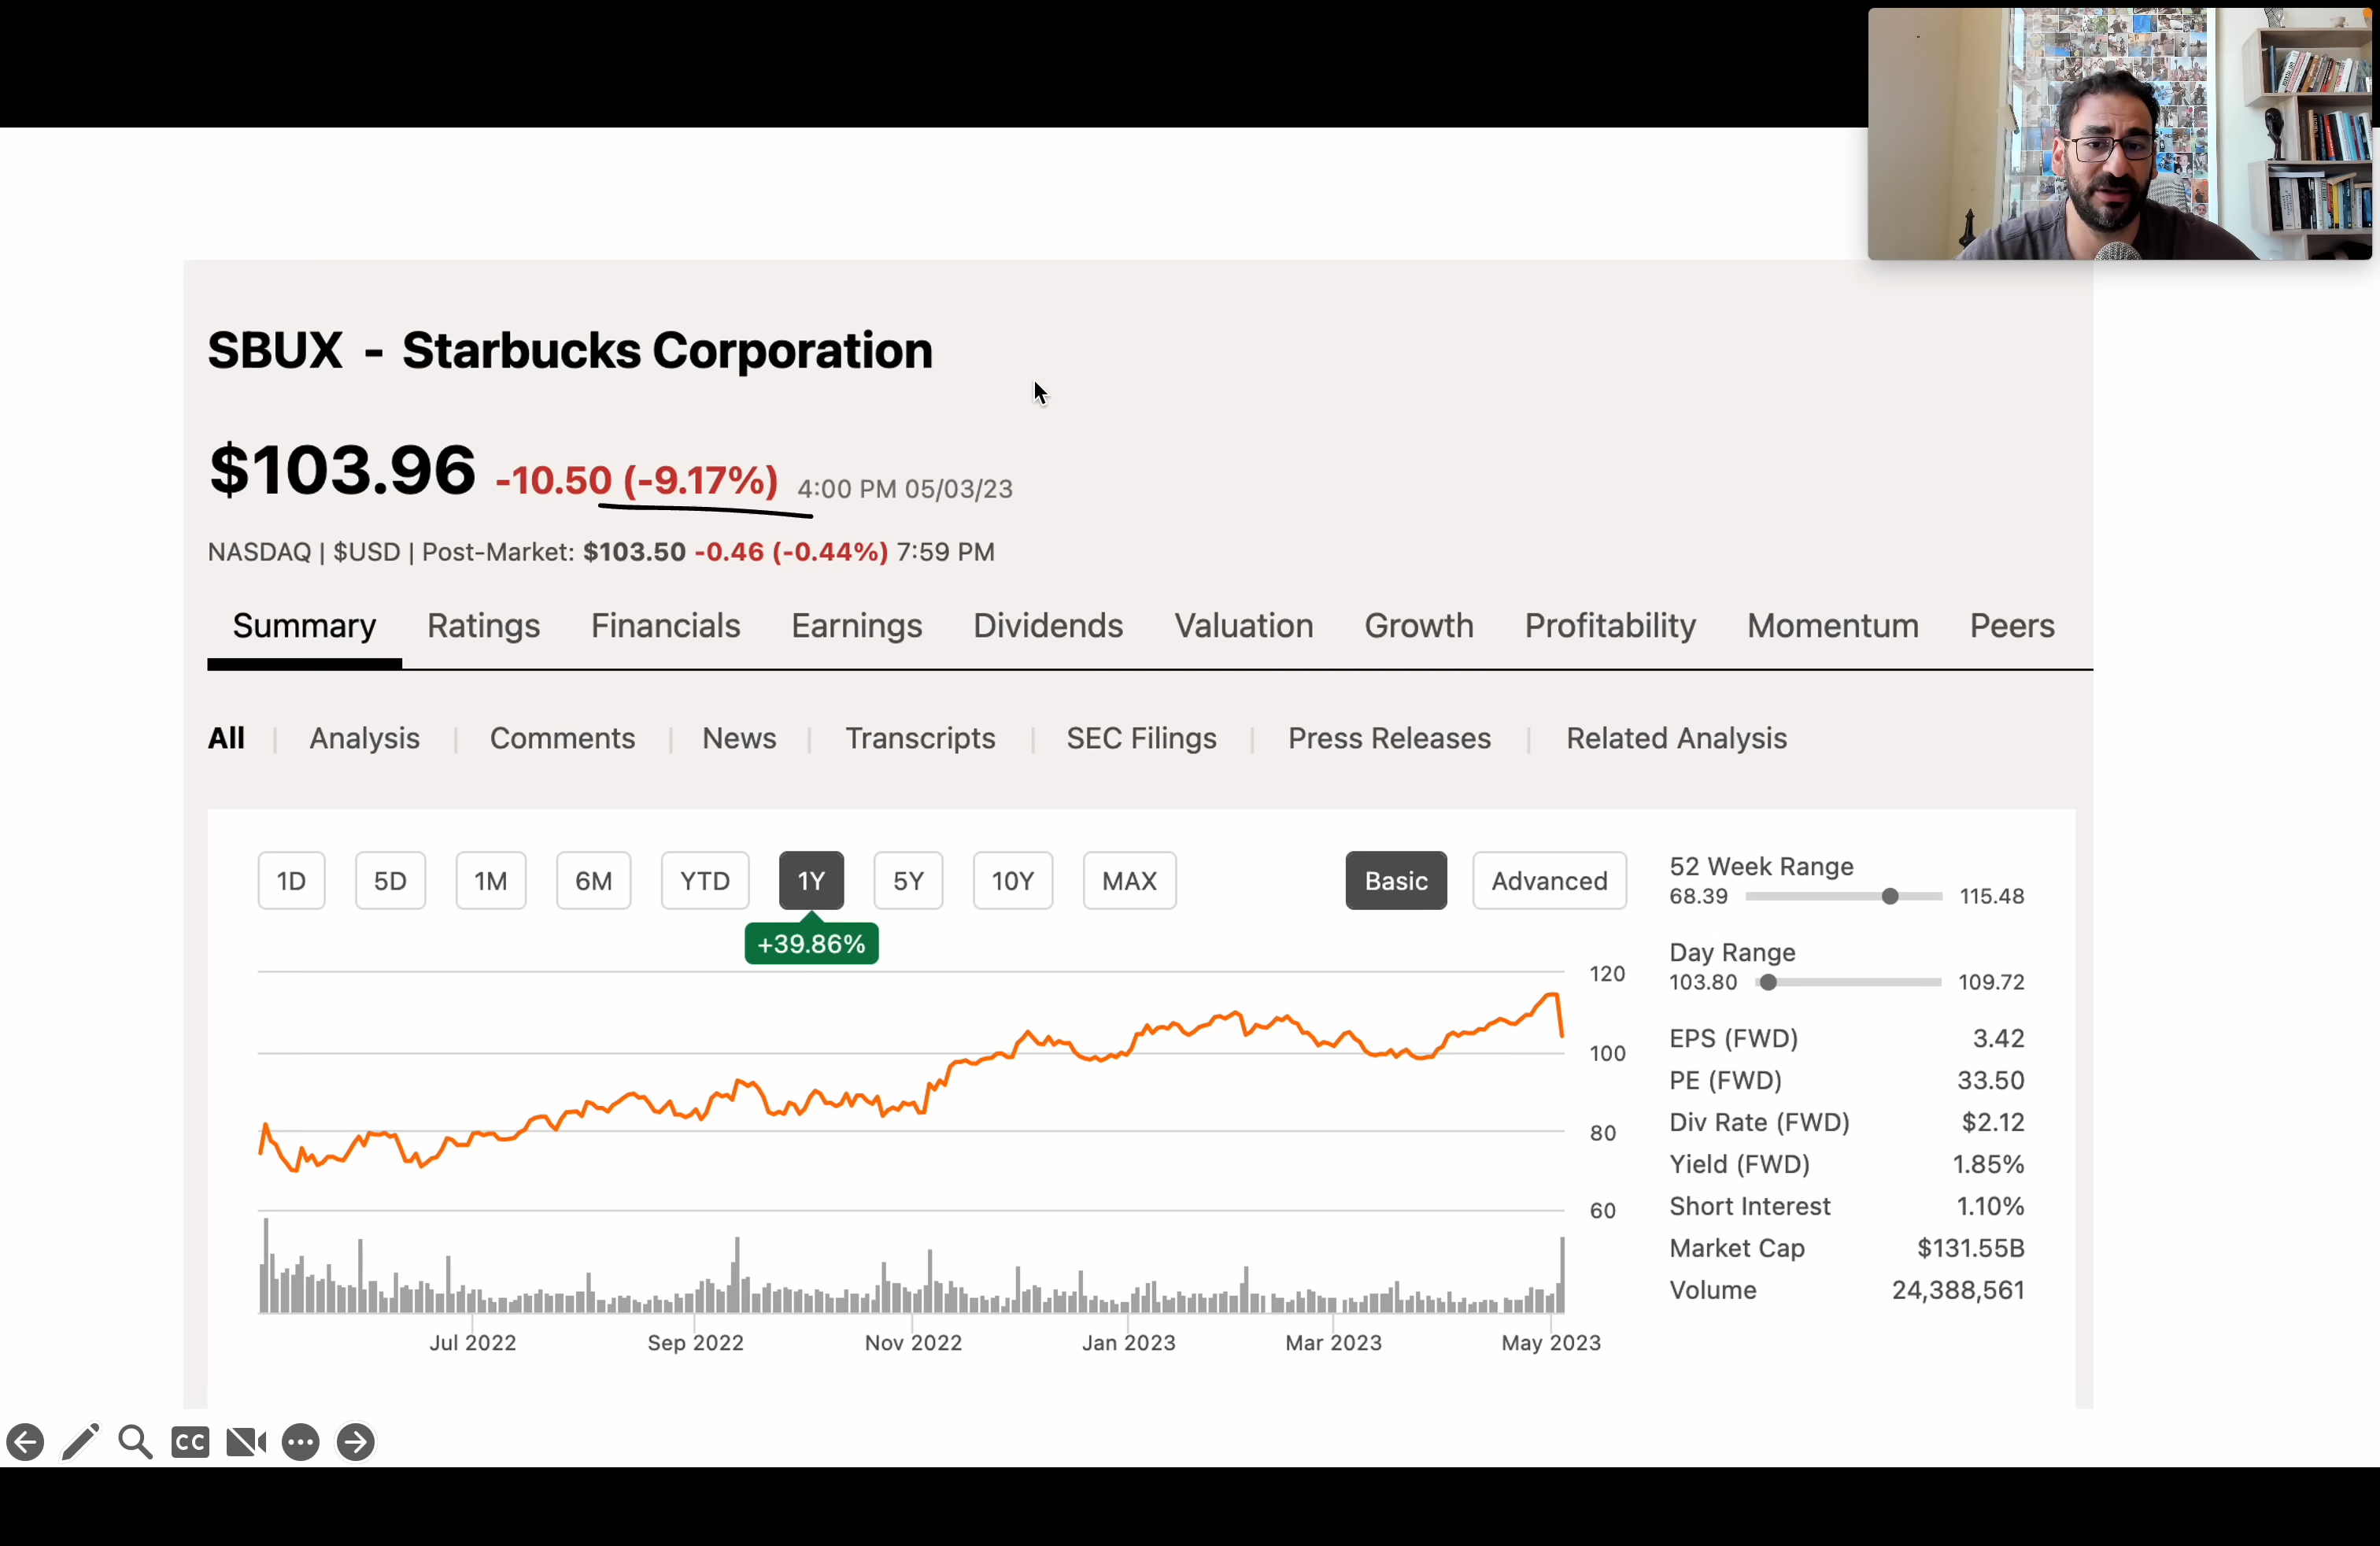 SBUX - Starbucks Corporation
$103.96 -10.50 (-9.17%) 4:00 PM 05/03/23
NASDAQ | $USD | Post-Market: $103.50 -0.46 (-0.44%) 7:59 PM
Summary Ratings Financials Earnings Dividends Valuation Growth Profitability Momentum Peers
All | Analysis | Comments | News | Transcripts | SEC Filings | Press Releases | Related Analysis
1D 5D 1M 6M YTD 1Y 5Y 10Y MAX Basic Advanced
+39.86%
120
100
80
60
Jul 2022 Sep 2022 Nov 2022 Jan 2023 Mar 2023 May 2023
52 Week Range
68.39 115.48
Day Range
103.80 109.72
EPS (FWD) 3.42
PE (FWD) 33.50
Div Rate (FWD) $2.12
Yield (FWD) 1.85%
Short Interest 1.10%
Market Cap $131.55B
Volume 24,388,561
CC